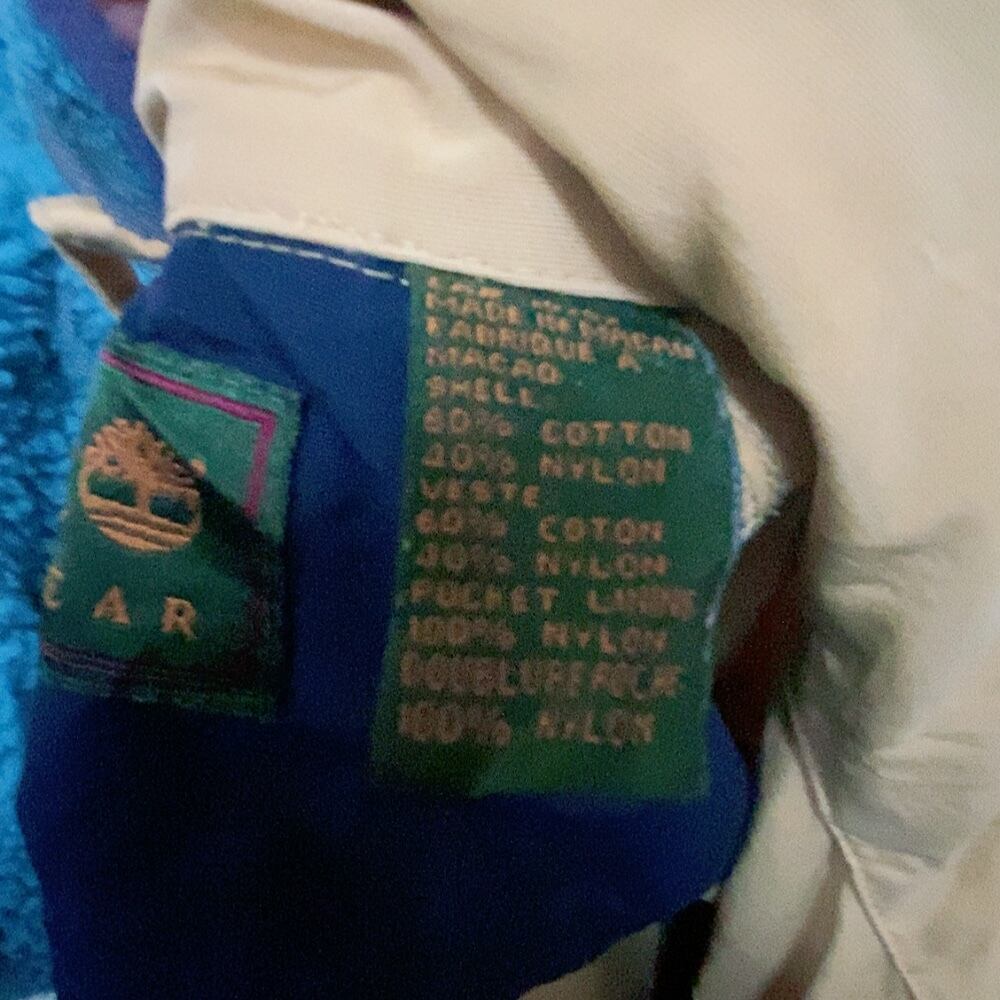 E A R
MADE IN MACAO
FABRIQUE A
MACAO
SHELL
60% COTTON
40% NYLON
VESTE
60% COTON
40% NYLON
POCKET LINING
100% NYLON
DOUBLURE POCHE
100% NYLON